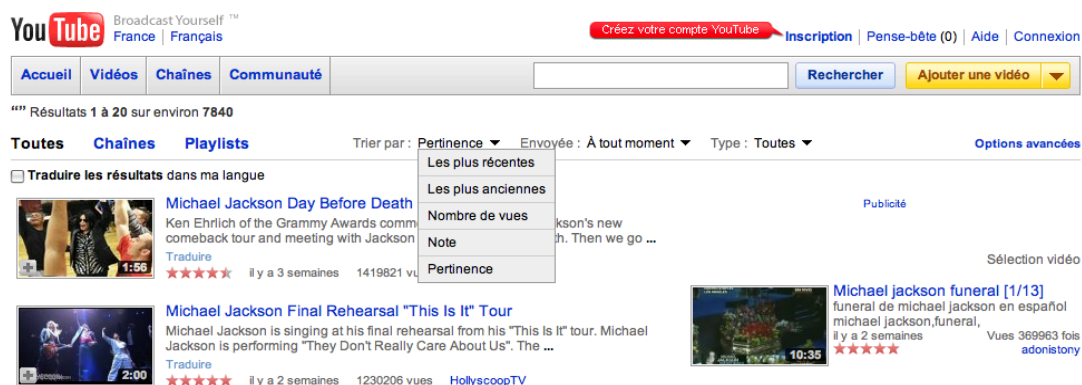 YouTube Broadcast Yourself ™
France | Français
Créez votre compte YouTube
Inscription | Pense-bête (0) | Aide | Connexion
Accueil Vidéos Chaînes Communauté Rechercher Ajouter une vidéo
“” Résultats 1 à 20 sur environ 7840
Toutes Chaînes Playlists Trier par : Pertinence ▼ Envoyée : À tout moment ▼ Type : Toutes ▼ Options avancées
Les plus récentes
Les plus anciennes
Nombre de vues
Note
Pertinence
Traduire les résultats dans ma langue
Michael Jackson Day Before Death
Ken Ehrlich of the Grammy Awards comm kson's new
comeback tour and meeting with Jackson h. Then we go ...
Traduire
1:56
il y a 3 semaines 1419821 vu
Michael Jackson Final Rehearsal "This Is It" Tour
Michael Jackson is singing at his final rehearsal from his "This Is It" tour. Michael
Jackson is performing "They Don't Really Care About Us". The ...
Traduire
2:00
il y a 2 semaines 1230206 vues HollyscoopTV
Publicité
Sélection vidéo
Michael jackson funeral [1/13]
funeral de michael jackson en español
michael jackson,funeral,
il y a 2 semaines Vues 369963 fois
adonistony
10:35